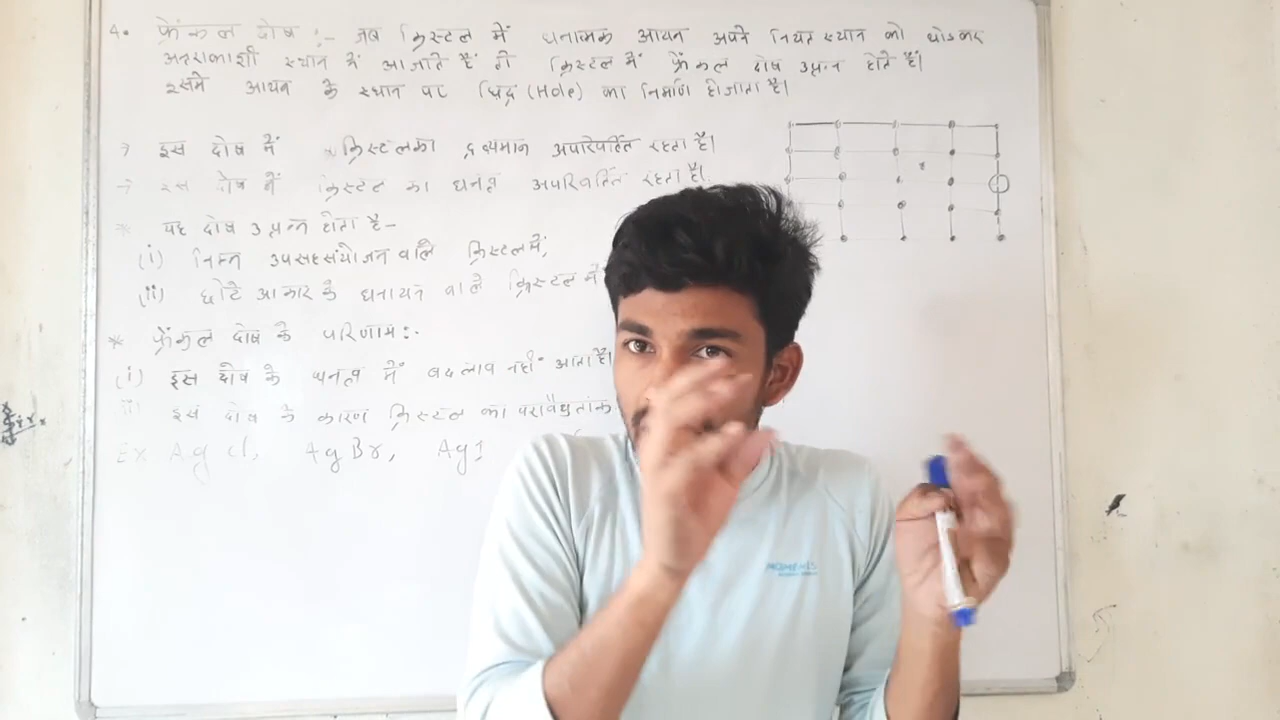 4. फ्रेंकल दोष :- जब क्रिस्टल में धनात्मक आयन अपने नियत स्थान को छोडकर
अन्तराकाशी स्थान में आ जाते हैं तो क्रिस्टल में फ्रेंकल दोष उत्पन्न होते हैं।
इसमे आयन के स्थान पर छिद्र (Hole) का निर्माण हो जाता है।
→ इस दोष में क्रिस्टल का द्रव्यमान अपरिवर्तित रहता है।
→ इस दोष में क्रिस्टल का घनत्व अपरिवर्तित रहता है।
* यह दोष उत्पन्न होता है-
(i) निम्न उपसहसंयोजन वाले क्रिस्टल में,
(ii) छोटे आकार के धनायन वाले क्रिस्टल में
* फ्रेंकल दोष के परिणाम :-
(i) इस दोष के घनत्व में बदलाव नहीं आता है।
(ii) इस दोष के कारण क्रिस्टल का परावैधुतांक
Ex. AgCl, AgBr, AgI
MOMENTS